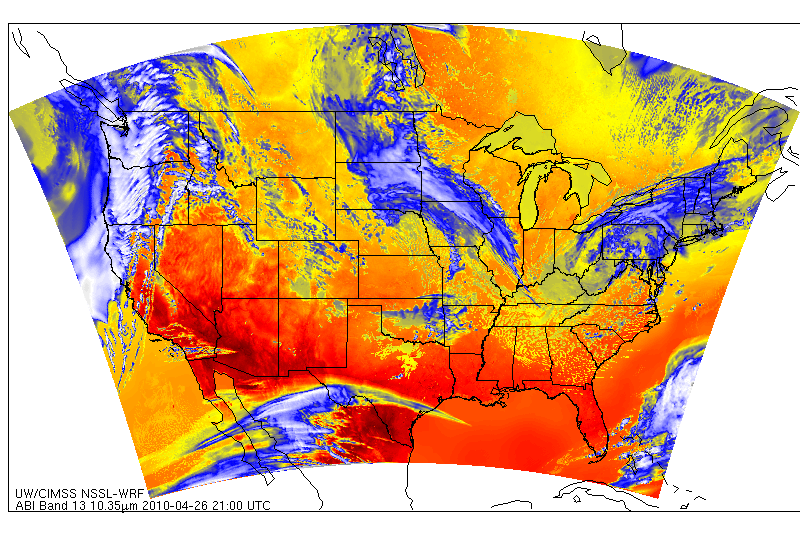 UW/CIMSS NSSL-WRF
ABI Band 13 10.35µm 2010-04-26 21:00 UTC